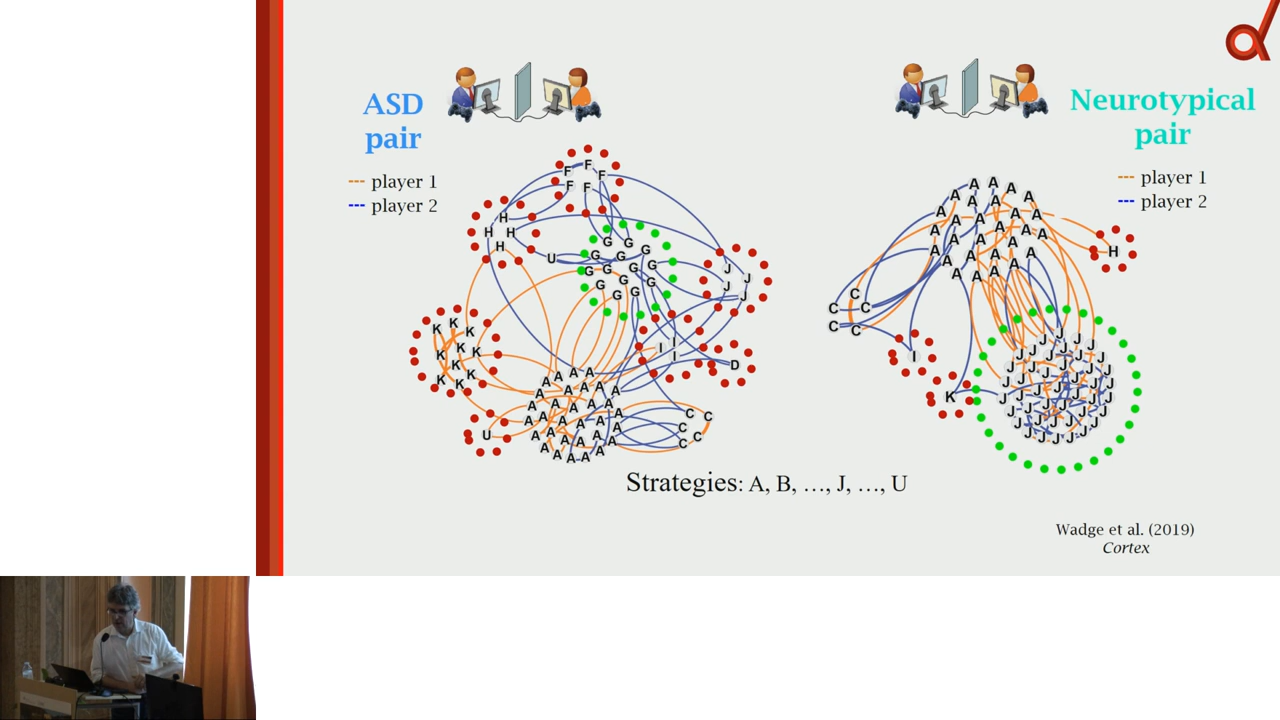 ASD
pair
player 1
player 2
Neurotypical
pair
player 1
player 2
F F F F F
H H H H
U
G G G G G G G G G G G G G
J J J J
K K K K K K K K K
I I I
D
A A A A A A A A A A A A A A A A A A A A A A A A A A
U
C C C C C
A A A A A A A A A A A A A A A A A A A A A A A A A
H
C C C C C
I
K
J J J J J J J J J J J J J J J J J J J J J J J J J J J J J J
Strategies: A, B, …, J, …, U
Wadge et al. (2019)
Cortex